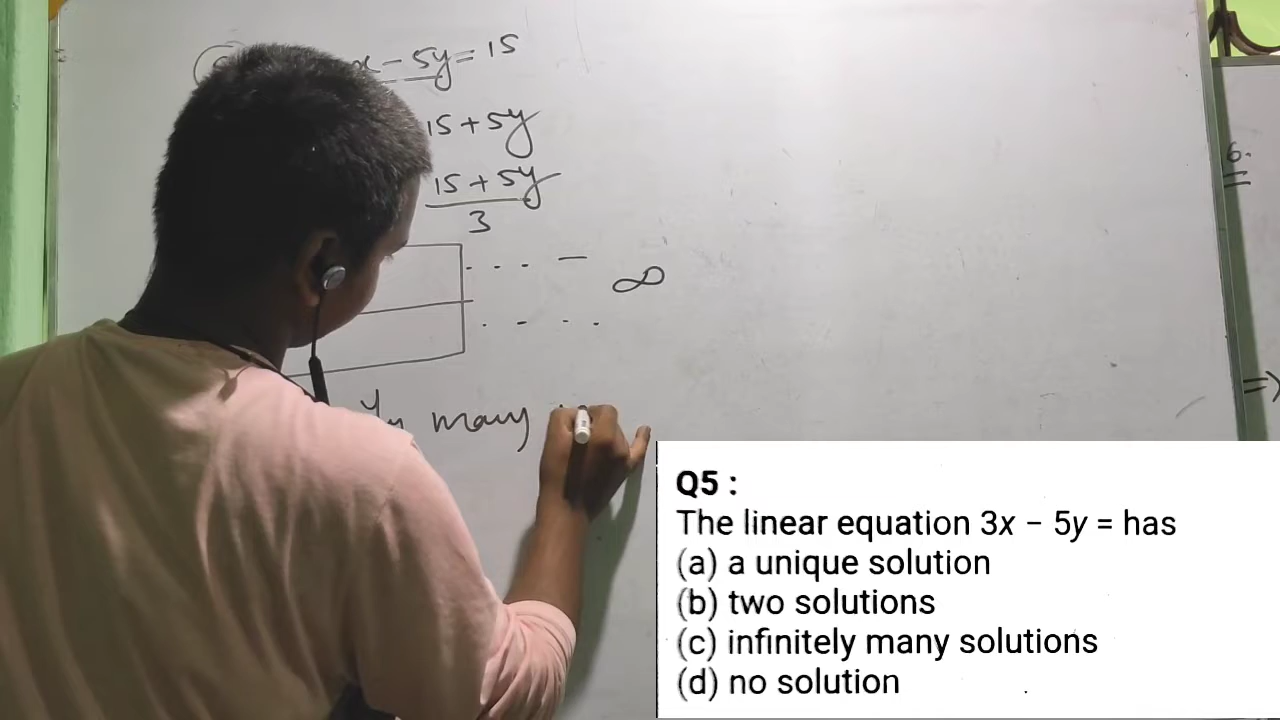 x - 5y = 15
15 + 5y
15 + 5y
3
. . . – ∞
. - . .
many
6.
⇒
Q5 :
The linear equation 3x − 5y = has
(a) a unique solution
(b) two solutions
(c) infinitely many solutions
(d) no solution